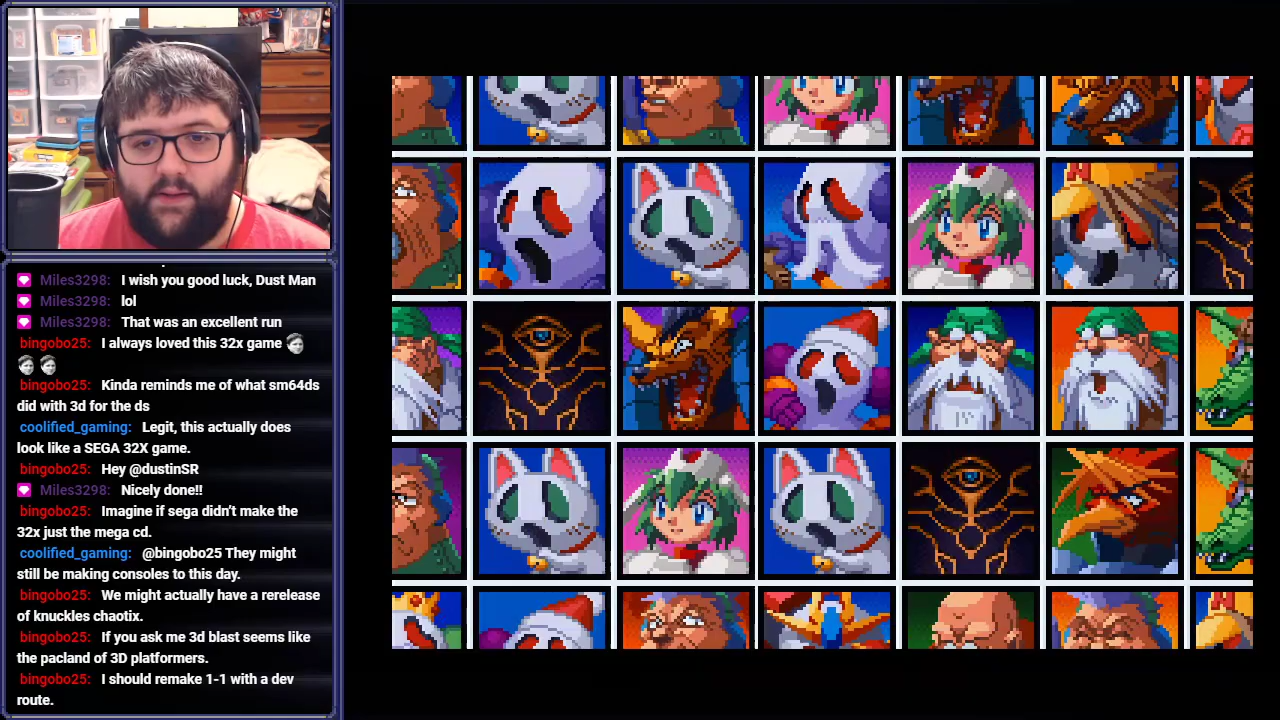 Miles3298: I wish you good luck, Dust Man
Miles3298: lol
Miles3298: That was an excellent run
bingobo25: I always loved this 32x game
bingobo25: Kinda reminds me of what sm64ds
did with 3d for the ds
coolified_gaming: Legit, this actually does
look like a SEGA 32X game.
bingobo25: Hey @dustinSR
Miles3298: Nicely done!!
bingobo25: Imagine if sega didn't make the
32x just the mega cd.
coolified_gaming: @bingobo25 They might
still be making consoles to this day.
bingobo25: We might actually have a rerelease
of knuckles chaotix.
bingobo25: If you ask me 3d blast seems like
the pacland of 3D platformers.
bingobo25: I should remake 1-1 with a dev
route.